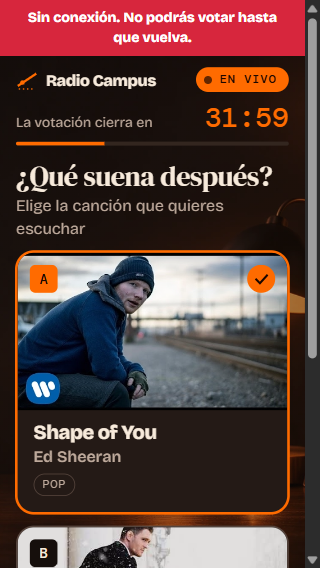 Sin conexión. No podrás votar hasta
que vuelva.
Radio Campus
EN VIVO
La votación cierra en
31:59
¿Qué suena después?
Elige la canción que quieres
escuchar
A
Shape of You
Ed Sheeran
POP
B